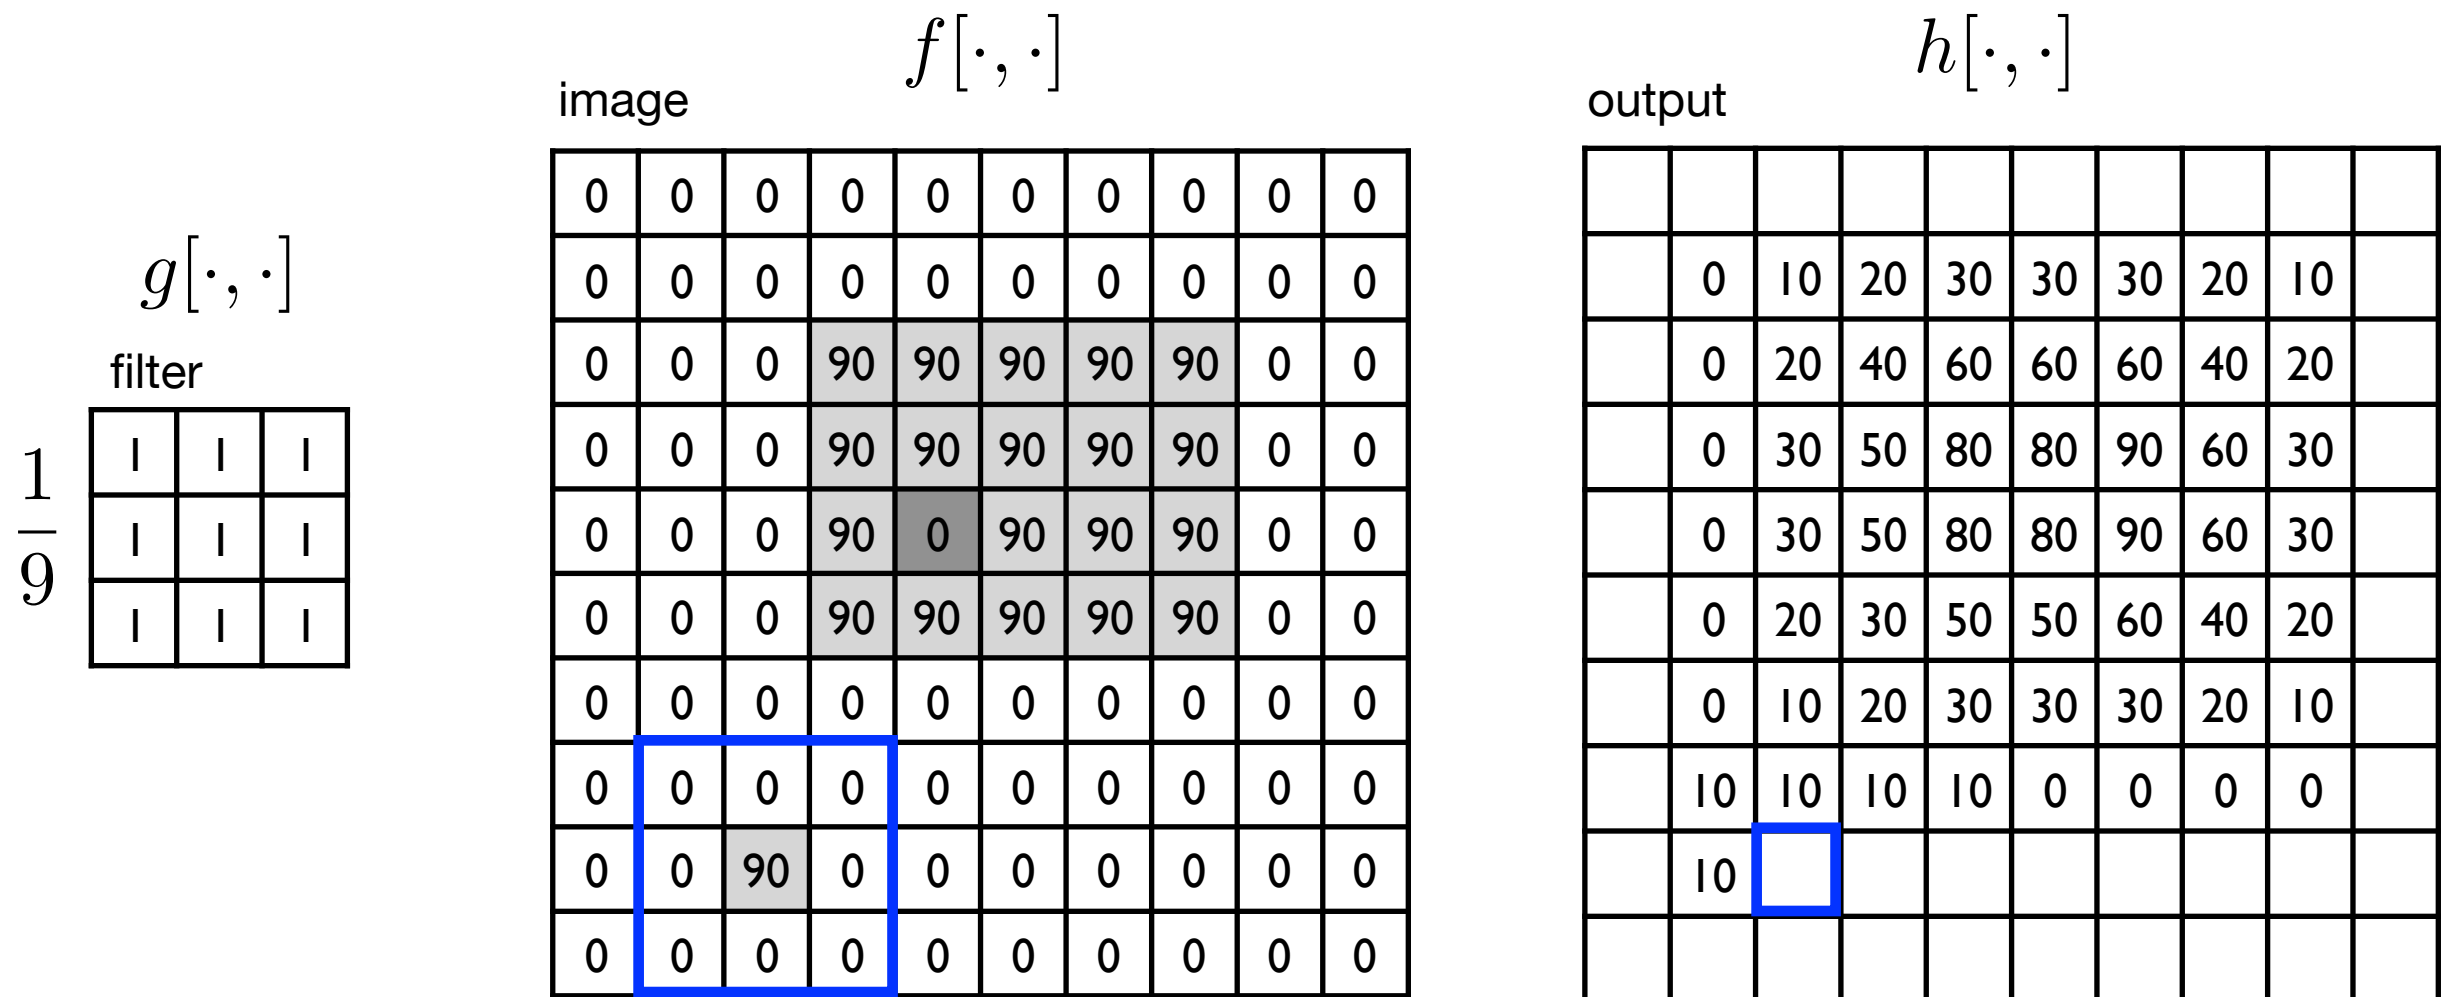 f[·,·]
h[·,·]
image
output
g[·,·]
filter
1/9
1 1 1
1 1 1
1 1 1
0 0 0 0 0 0 0 0 0 0
0 0 0 0 0 0 0 0 0 0
0 0 0 90 90 90 90 90 0 0
0 0 0 90 90 90 90 90 0 0
0 0 0 90 0 90 90 90 0 0
0 0 0 90 90 90 90 90 0 0
0 0 0 0 0 0 0 0 0 0
0 0 0 0 0 0 0 0 0 0
0 0 90 0 0 0 0 0 0 0
0 0 0 0 0 0 0 0 0 0
0 10 20 30 30 30 20 10
0 20 40 60 60 60 40 20
0 30 50 80 80 90 60 30
0 30 50 80 80 90 60 30
0 20 30 50 50 60 40 20
0 10 20 30 30 30 20 10
10 10 10 10 0 0 0 0
10